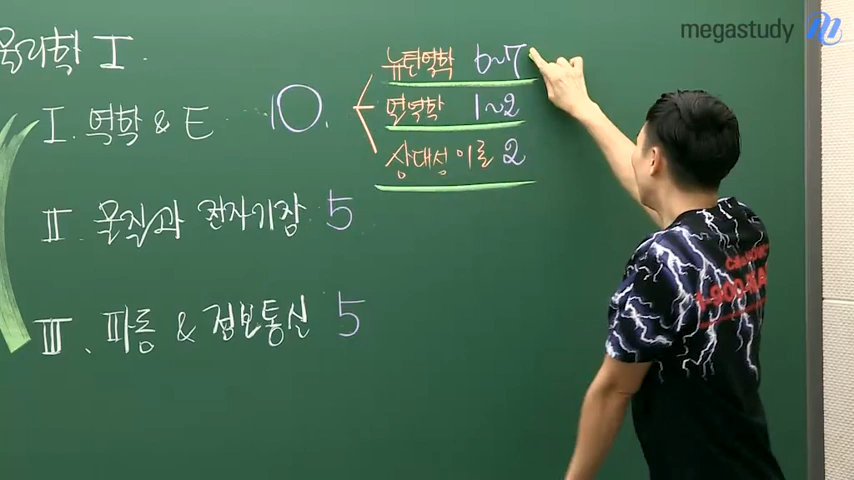 megastudy
물리학 I.
I. 역학 & E 10.
뉴턴역학 6~7
열역학 1~2
상대성 이론 2
II. 물질과 전자기장 5
III. 파동 & 정보통신 5